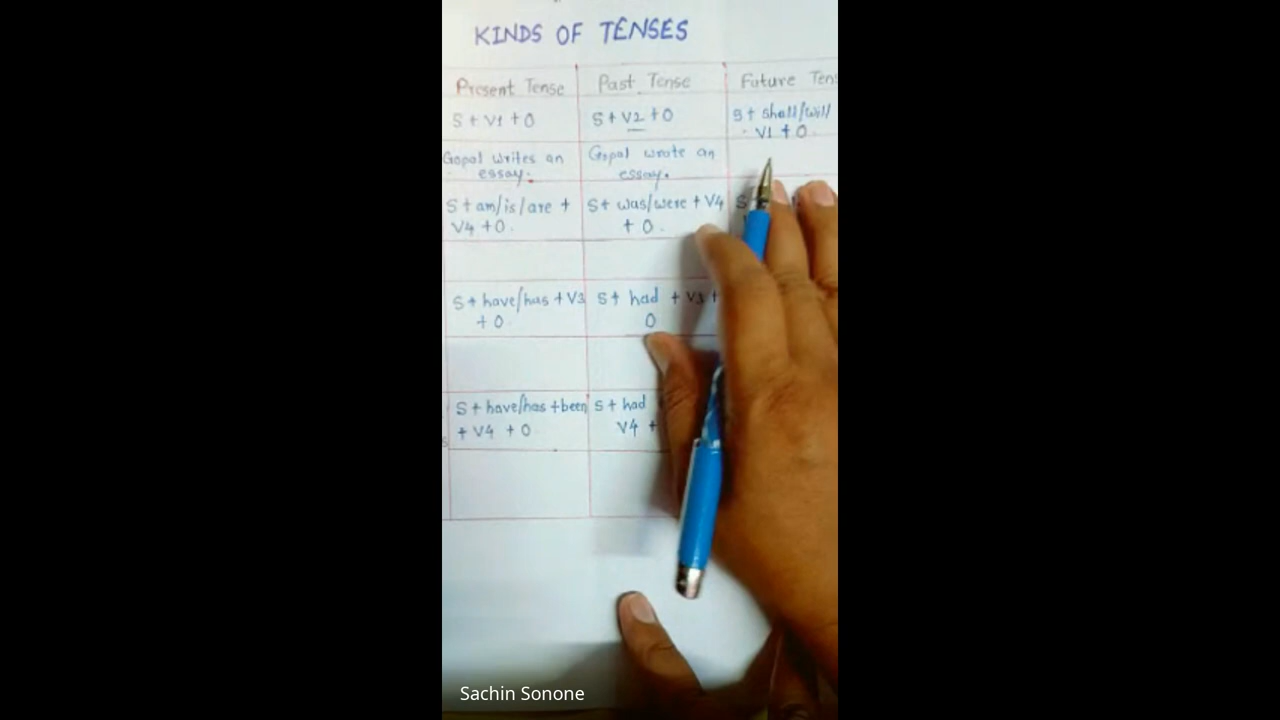 KINDS OF TENSES
Present Tense
Past Tense
Future Tens
S + V1 + O
S + V2 + O
S + shall/will
V1 + O.
Gopal writes an
essay.
Gopal wrote an
essay.
S + am/is/are +
V4 + O.
S + was/were + V4
+ O.
S +
S + have/has + V3
+ O.
S + had + V3 +
O
S + have/has + been
+ V4 + O
S + had
V4 +
Sachin Sonone